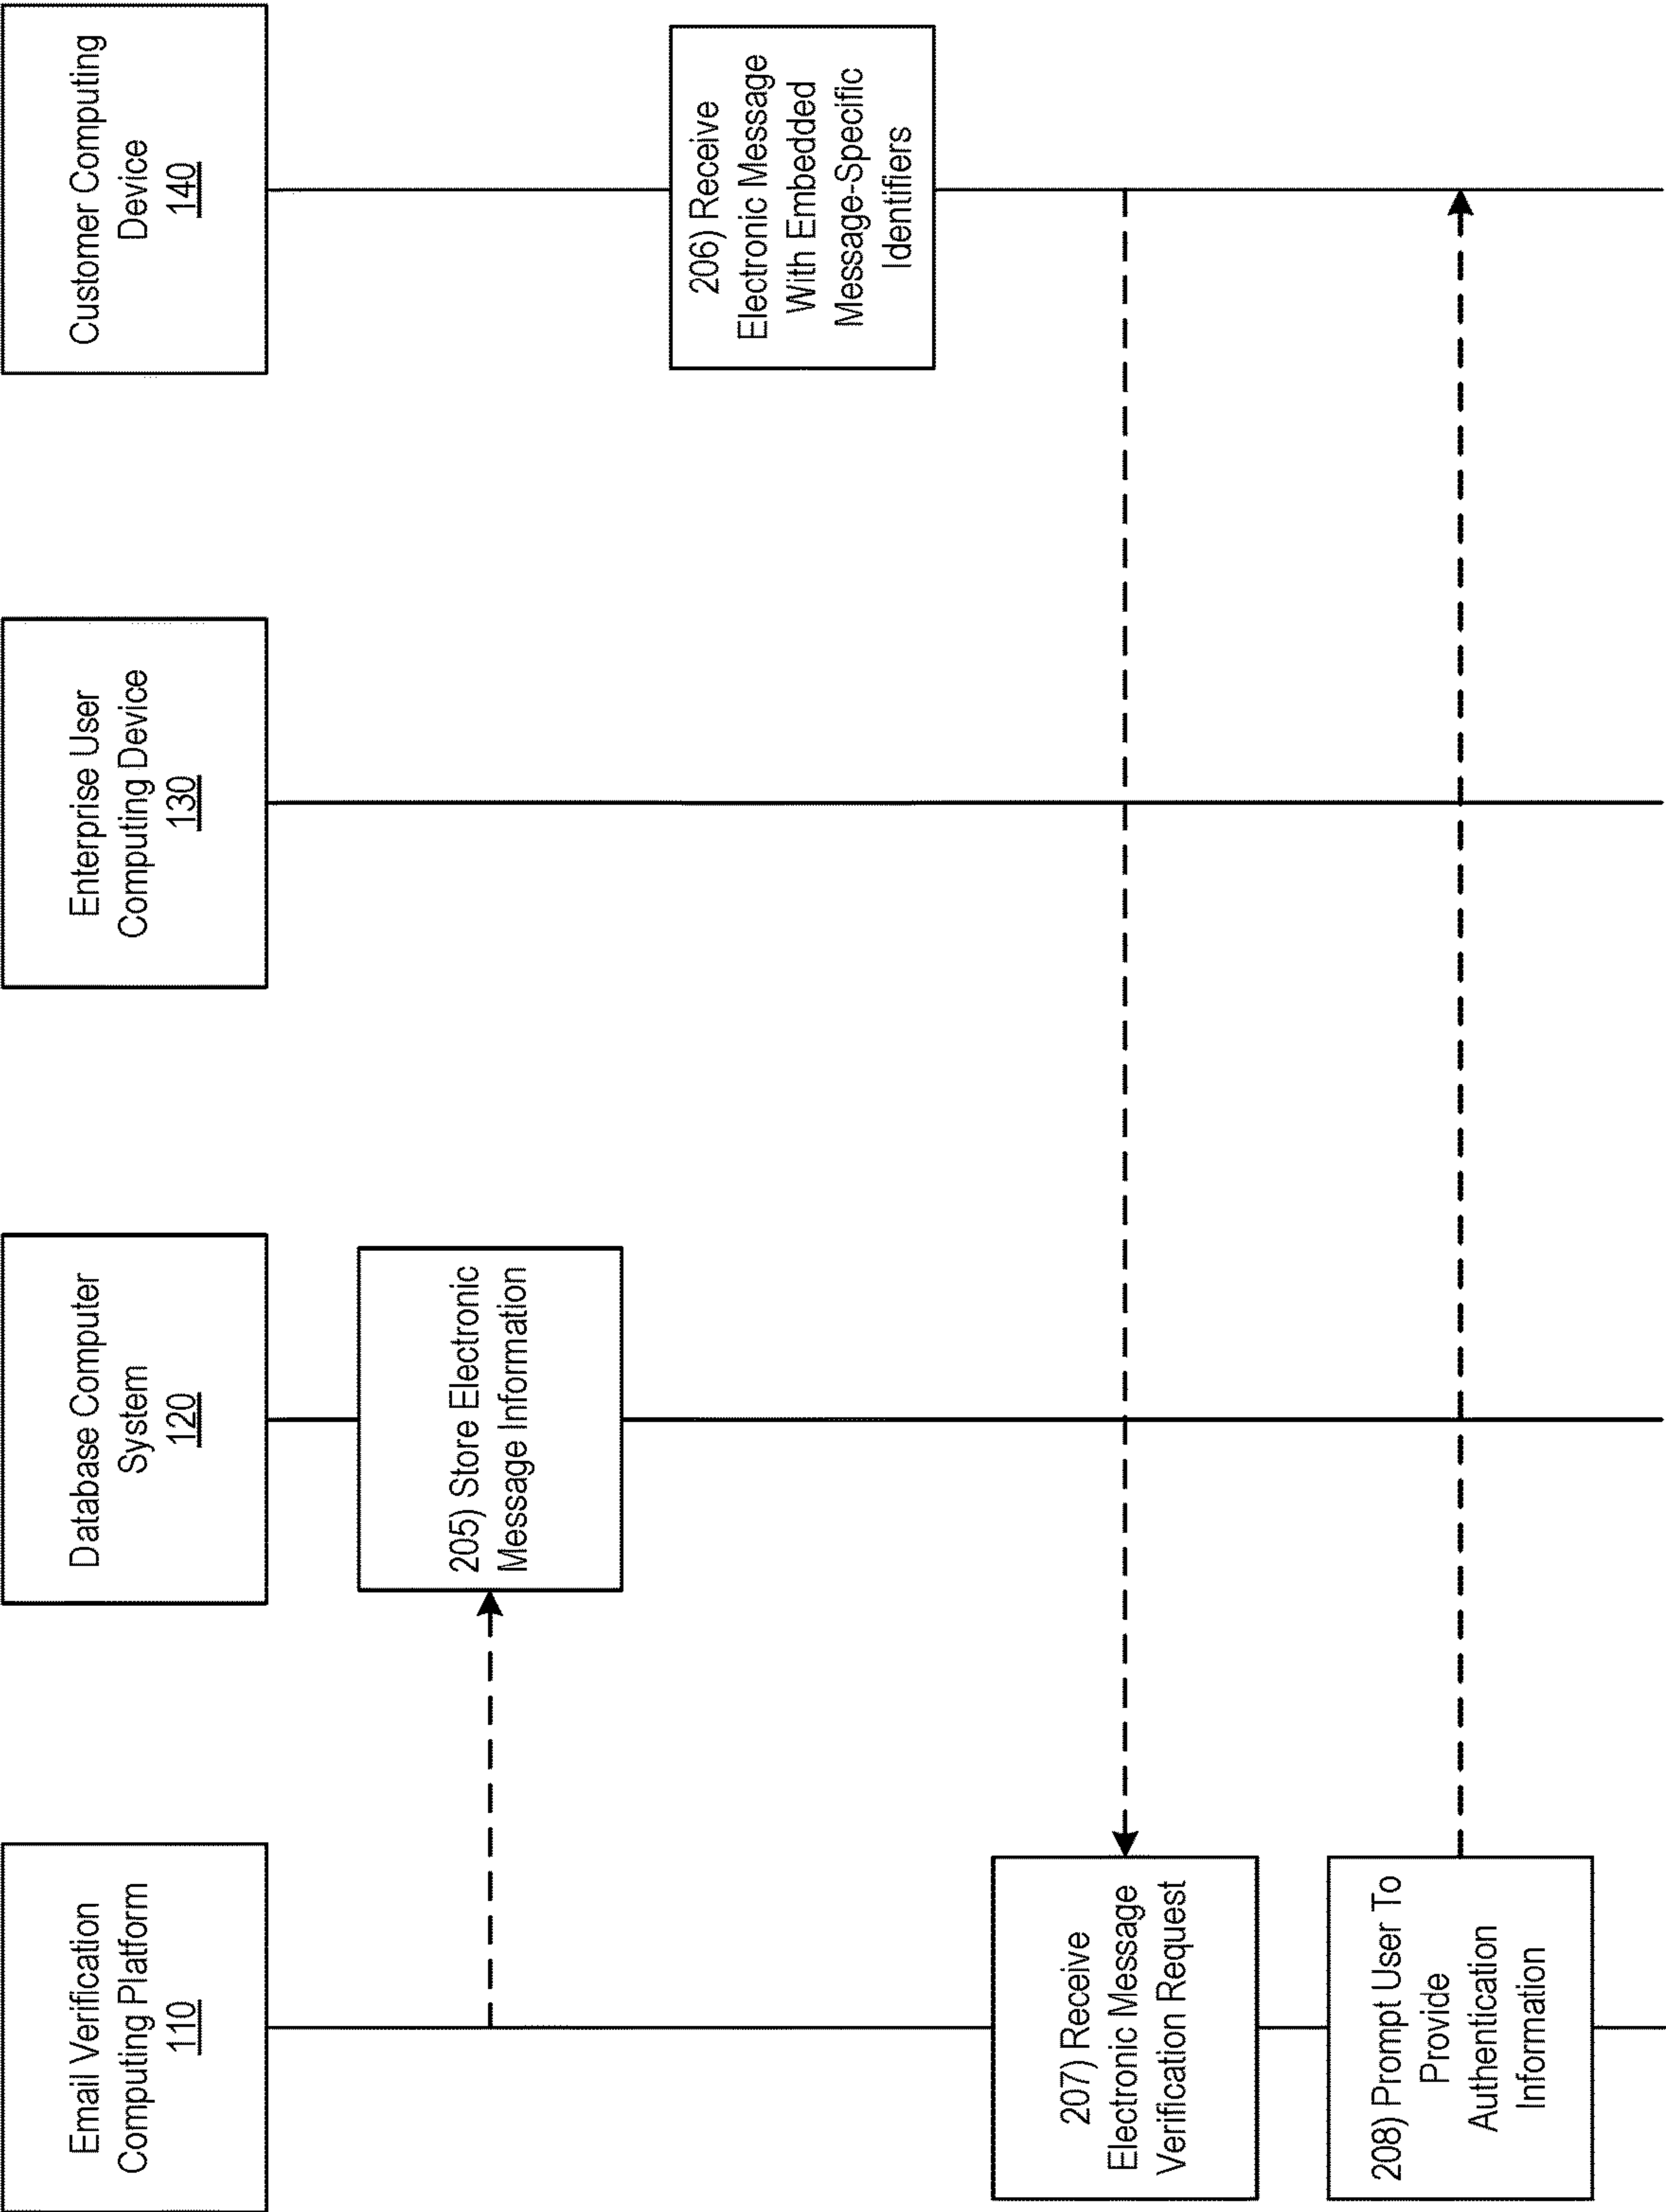 Email Verification
Computing Platform
110
Database Computer
System
120
Enterprise User
Computing Device
130
Customer Computing
Device
140
205) Store Electronic
Message Information
206) Receive
Electronic Message
With Embedded
Message-Specific
Identifiers
207) Receive
Electronic Message
Verification Request
208) Prompt User To
Provide
Authentication
Information